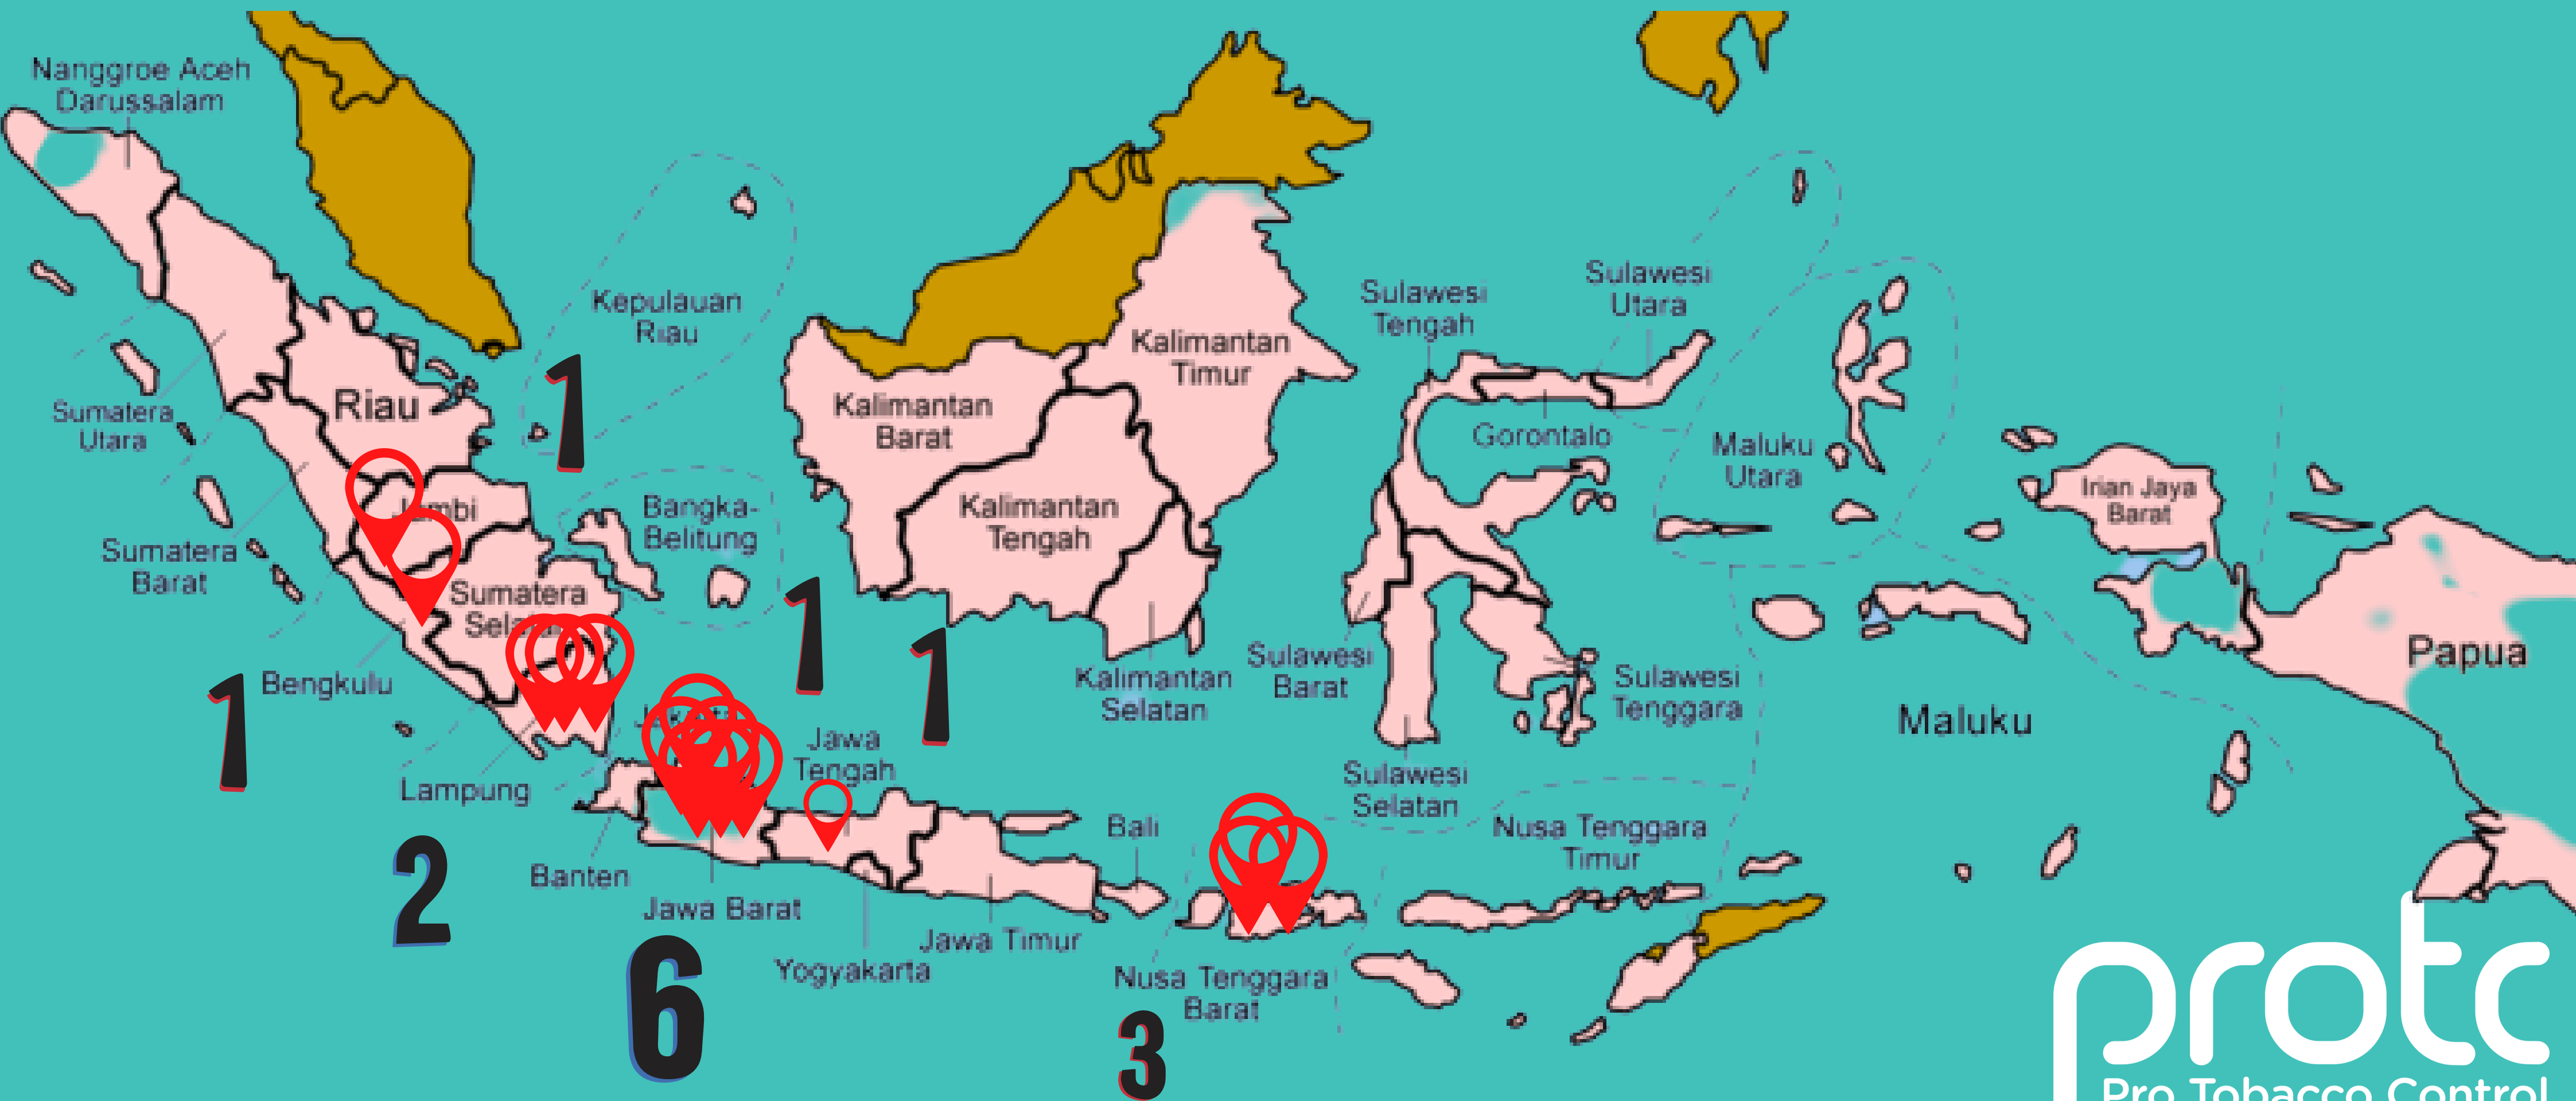 Nanggroe Aceh
Darussalam
Kepulauan
Riau
1
Sumatera
Utara
Riau
Sumatera
Barat
Jambi
Bangka-
Belitung
Sumatera
Selatan
Bengkulu
1
Lampung
2
Jakarta
1
1
Banten
Jawa Barat
6
Jawa
Tengah
Yogyakarta
Jawa Timur
Bali
Nusa Tenggara
Barat
3
Nusa Tenggara
Timur
Kalimantan
Barat
Kalimantan
Timur
Kalimantan
Tengah
Kalimantan
Selatan
Sulawesi
Tengah
Sulawesi
Utara
Gorontalo
Sulawesi
Barat
Sulawesi
Selatan
Sulawesi
Tenggara
Maluku
Utara
Maluku
Irian Jaya
Barat
Papua
protc
Pro Tobacco Control